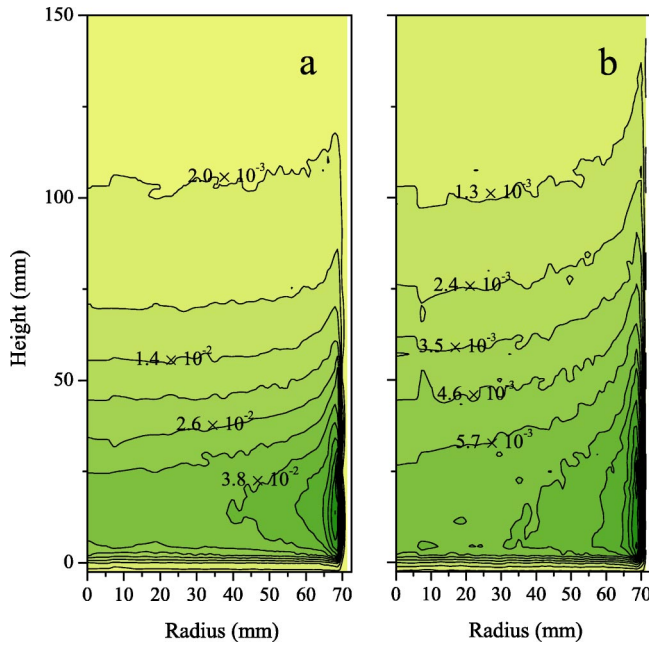 150
100
50
0
Height (mm)
a
2.0 × 10⁻³
1.4 × 10⁻²
2.6 × 10⁻²
3.8 × 10⁻²
0 10 20 30 40 50 60 70
Radius (mm)
b
1.3 × 10⁻³
2.4 × 10⁻³
3.5 × 10⁻³
4.6 × 10⁻³
5.7 × 10⁻³
0 10 20 30 40 50 60 70
Radius (mm)